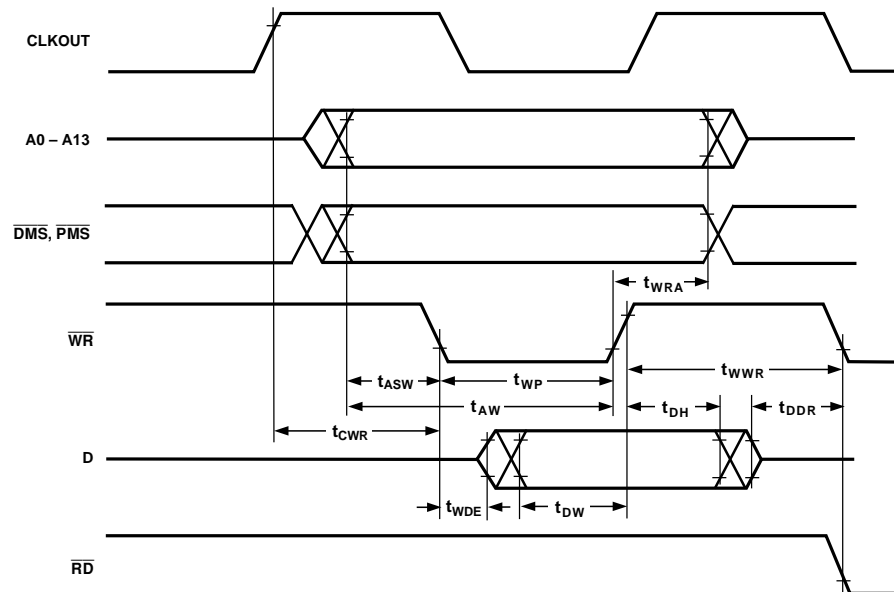 CLKOUT
A0 – A13
DMS, PMS
tWRA
WR
tASW
tWP
tWWR
tAW
tDH
tDDR
tCWR
D
tWDE
tDW
RD